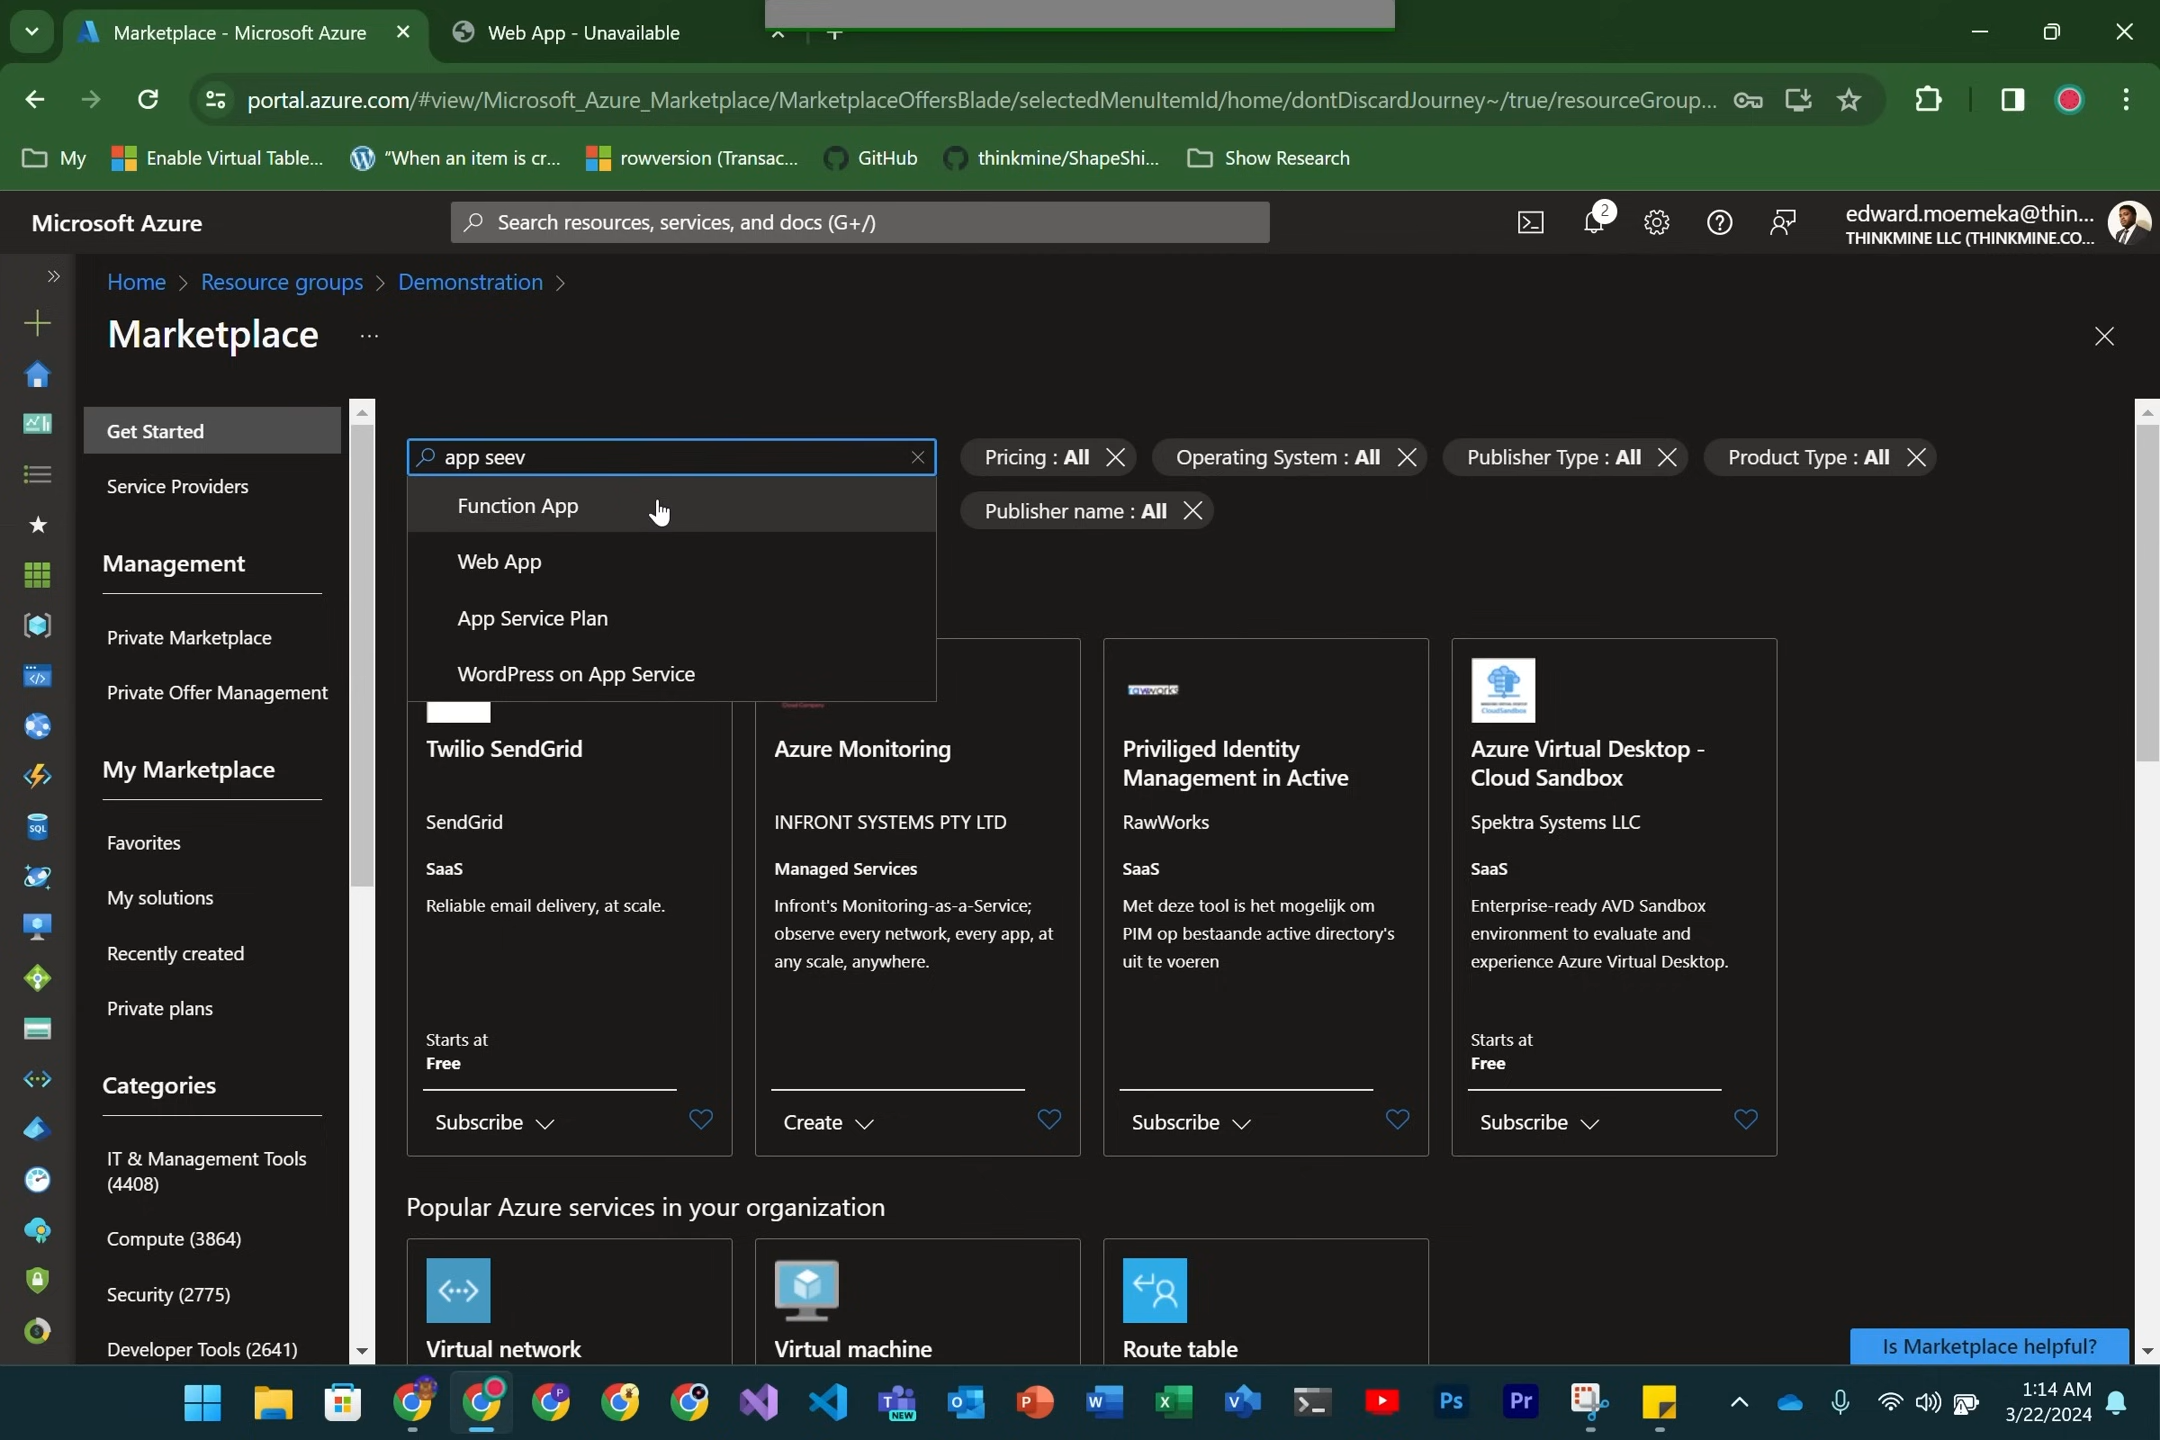 Marketplace - Microsoft Azure
Web App - Unavailable
portal.azure.com/#view/Microsoft_Azure_Marketplace/MarketplaceOffersBlade/selectedMenuItemId/home/dontDiscardJourney~/true/resourceGroup...
My
Enable Virtual Table...
"When an item is cr...
rowversion (Transac...
GitHub
thinkmine/ShapeShi...
Show Research
Microsoft Azure
Search resources, services, and docs (G+/)
2
edward.moemeka@thin...
THINKMINE LLC (THINKMINE.CO...
Home > Resource groups > Demonstration >
Marketplace ...
Get Started
Service Providers
Management
Private Marketplace
Private Offer Management
My Marketplace
Favorites
My solutions
Recently created
Private plans
Categories
IT & Management Tools
(4408)
Compute (3864)
Security (2775)
Developer Tools (2641)
app seev
Function App
Web App
App Service Plan
WordPress on App Service
Pricing : All
Operating System : All
Publisher Type : All
Product Type : All
Publisher name : All
Twilio SendGrid
SendGrid
SaaS
Reliable email delivery, at scale.
Starts at
Free
Subscribe
Azure Monitoring
INFRONT SYSTEMS PTY LTD
Managed Services
Infront's Monitoring-as-a-Service;
observe every network, every app, at
any scale, anywhere.
Create
rawworks
Priviliged Identity
Management in Active
RawWorks
SaaS
Met deze tool is het mogelijk om
PIM op bestaande active directory's
uit te voeren
Subscribe
CloudSandbox
Azure Virtual Desktop -
Cloud Sandbox
Spektra Systems LLC
SaaS
Enterprise-ready AVD Sandbox
environment to evaluate and
experience Azure Virtual Desktop.
Starts at
Free
Subscribe
Popular Azure services in your organization
Virtual network
Virtual machine
Route table
Is Marketplace helpful?
SQL
NEW
Ps
Pr
1:14 AM
3/22/2024